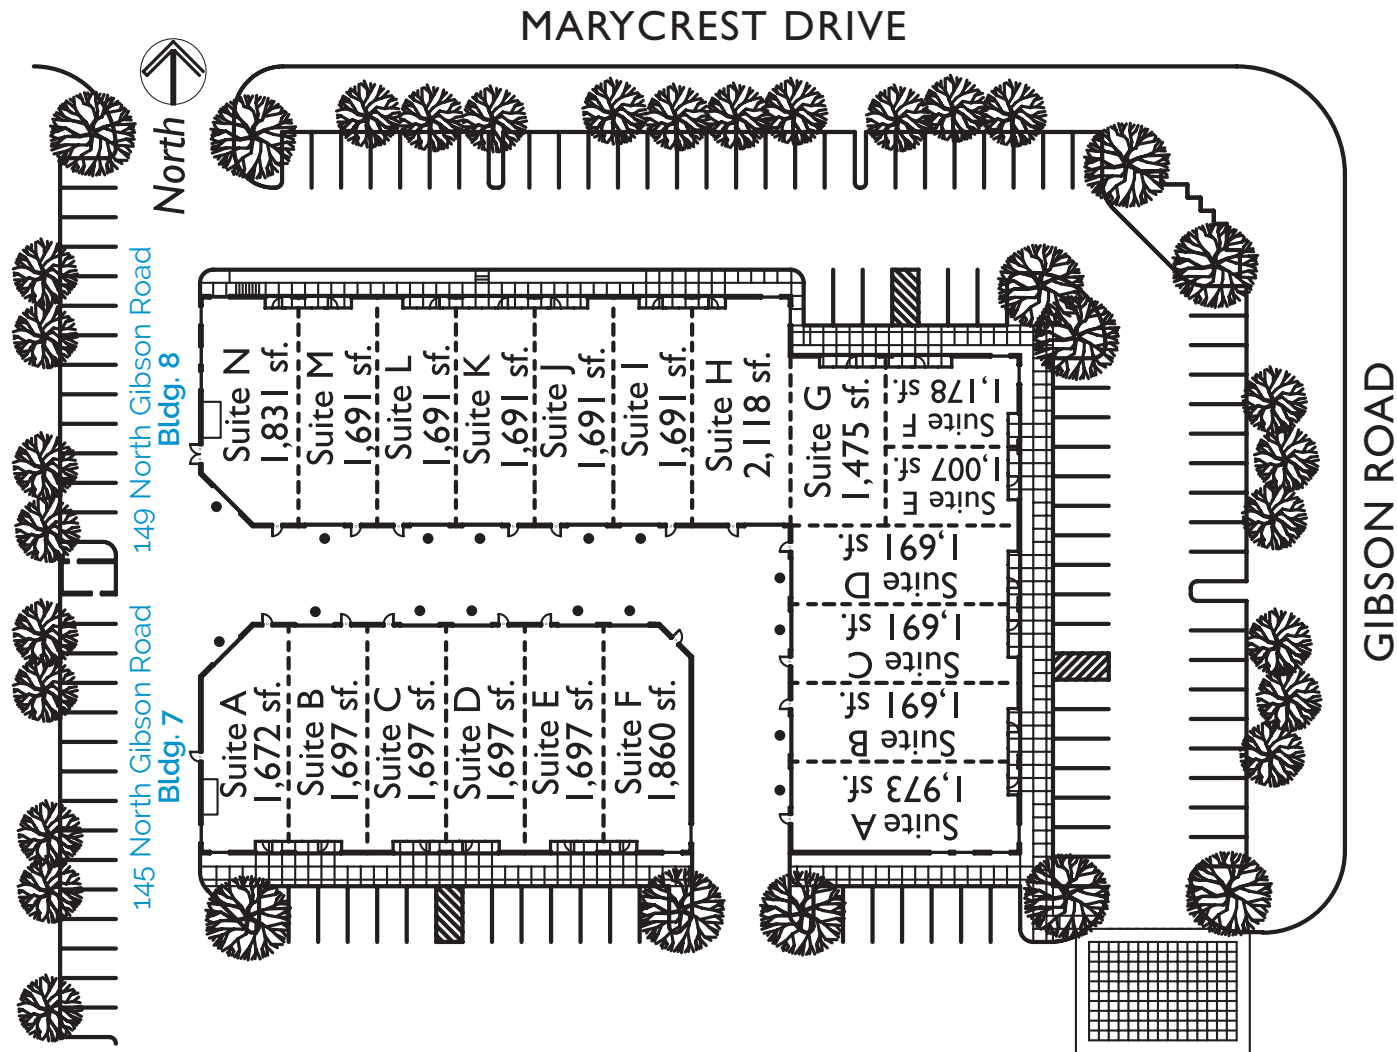 MARYCREST DRIVE
North
GIBSON ROAD
149 North Gibson Road
Bldg. 8
Suite N
1,831 sf.
Suite M
1,691 sf.
Suite L
1,691 sf.
Suite K
1,691 sf.
Suite J
1,691 sf.
Suite I
1,691 sf.
Suite H
2,118 sf.
Suite G
1,475 sf.
Suite F
1,178 sf.
Suite E
1,007 sf.
Suite D
1,691 sf.
Suite C
1,691 sf.
Suite B
1,691 sf.
Suite A
1,973 sf.
145 North Gibson Road
Bldg. 7
Suite A
1,672 sf.
Suite B
1,697 sf.
Suite C
1,697 sf.
Suite D
1,697 sf.
Suite E
1,697 sf.
Suite F
1,860 sf.